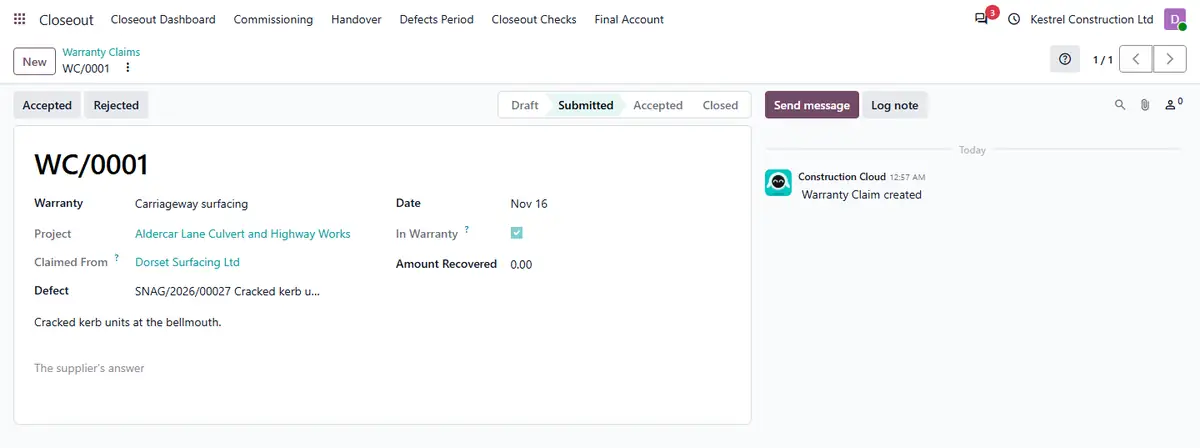 Closeout Closeout Dashboard Commissioning Handover Defects Period Closeout Checks Final Account 3 Kestrel Construction Ltd D
New Warranty Claims 1 / 1
WC/0001
Accepted Rejected Draft Submitted Accepted Closed Send message Log note 0
WC/0001
Warranty Carriageway surfacing Date Nov 16
Project Aldercar Lane Culvert and Highway Works In Warranty ?
Claimed From ? Dorset Surfacing Ltd Amount Recovered 0.00
Defect SNAG/2026/00027 Cracked kerb u...
Cracked kerb units at the bellmouth.
The supplier's answer
Today
Construction Cloud 12:57 AM
Warranty Claim created